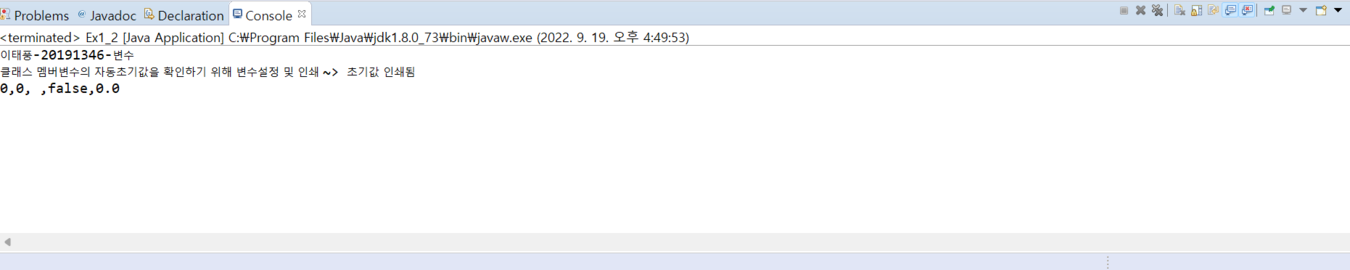 Problems @ Javadoc Declaration Console
<terminated> Ex1_2 [Java Application] C:₩Program Files₩Java₩jdk1.8.0_73₩bin₩javaw.exe (2022. 9. 19. 오후 4:49:53)
이태풍-20191346-변수
클래스 멤버변수의 자동초기값을 확인하기 위해 변수설정 및 인쇄 ~> 초기값 인쇄됨
0,0, ,false,0.0